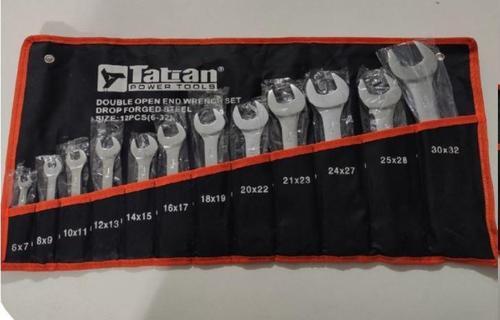 Tatian
POWER TOOLS
DOUBLE OPEN END WRENCH SET
DROP FORGED STEEL
SIZE:12PCS(6-32)
6x7
8x9
10x11
12x13
14x15
16x17
18x19
20x22
21x23
24x27
25x28
30x32